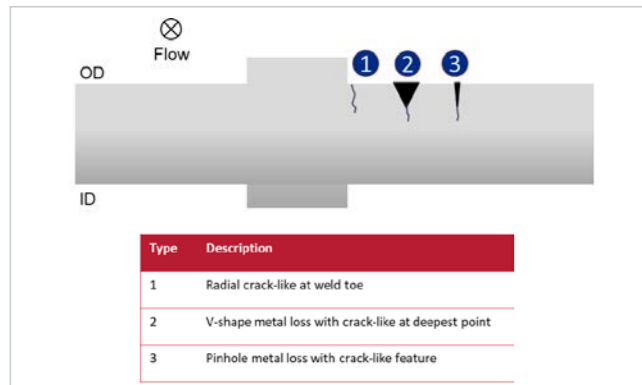 Flow
OD
1 2 3
ID
Type Description
1 Radial crack-like at weld toe
2 V-shape metal loss with crack-like at deepest point
3 Pinhole metal loss with crack-like feature